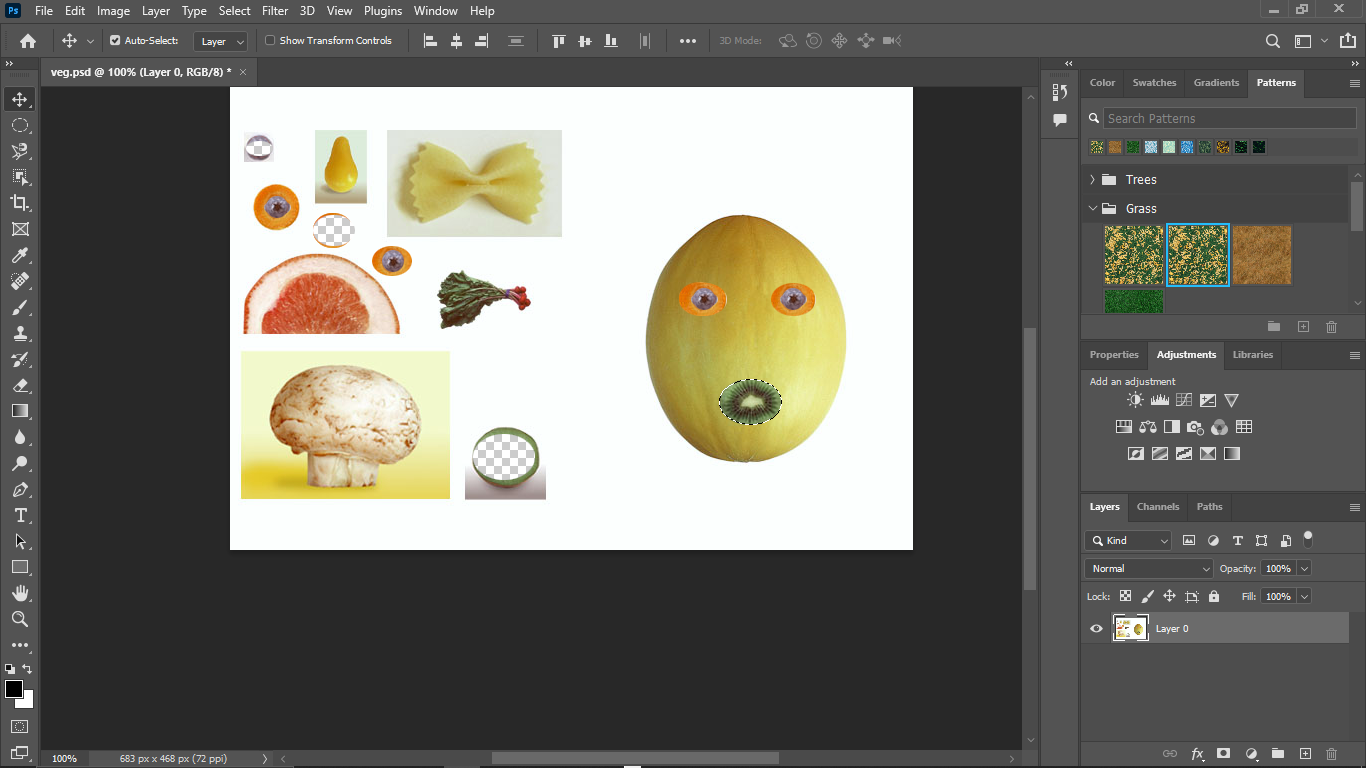 Ps File Edit Image Layer Type Select Filter 3D View Plugins Window Help
Auto-Select: Layer Show Transform Controls 3D Mode:
veg.psd @ 100% (Layer 0, RGB/8) *
Color Swatches Gradients Patterns
Search Patterns
Trees
Grass
Properties Adjustments Libraries
Add an adjustment
Layers Channels Paths
Kind
Normal Opacity: 100%
Lock: Fill: 100%
Layer 0
100% 683 px x 468 px (72 ppi)